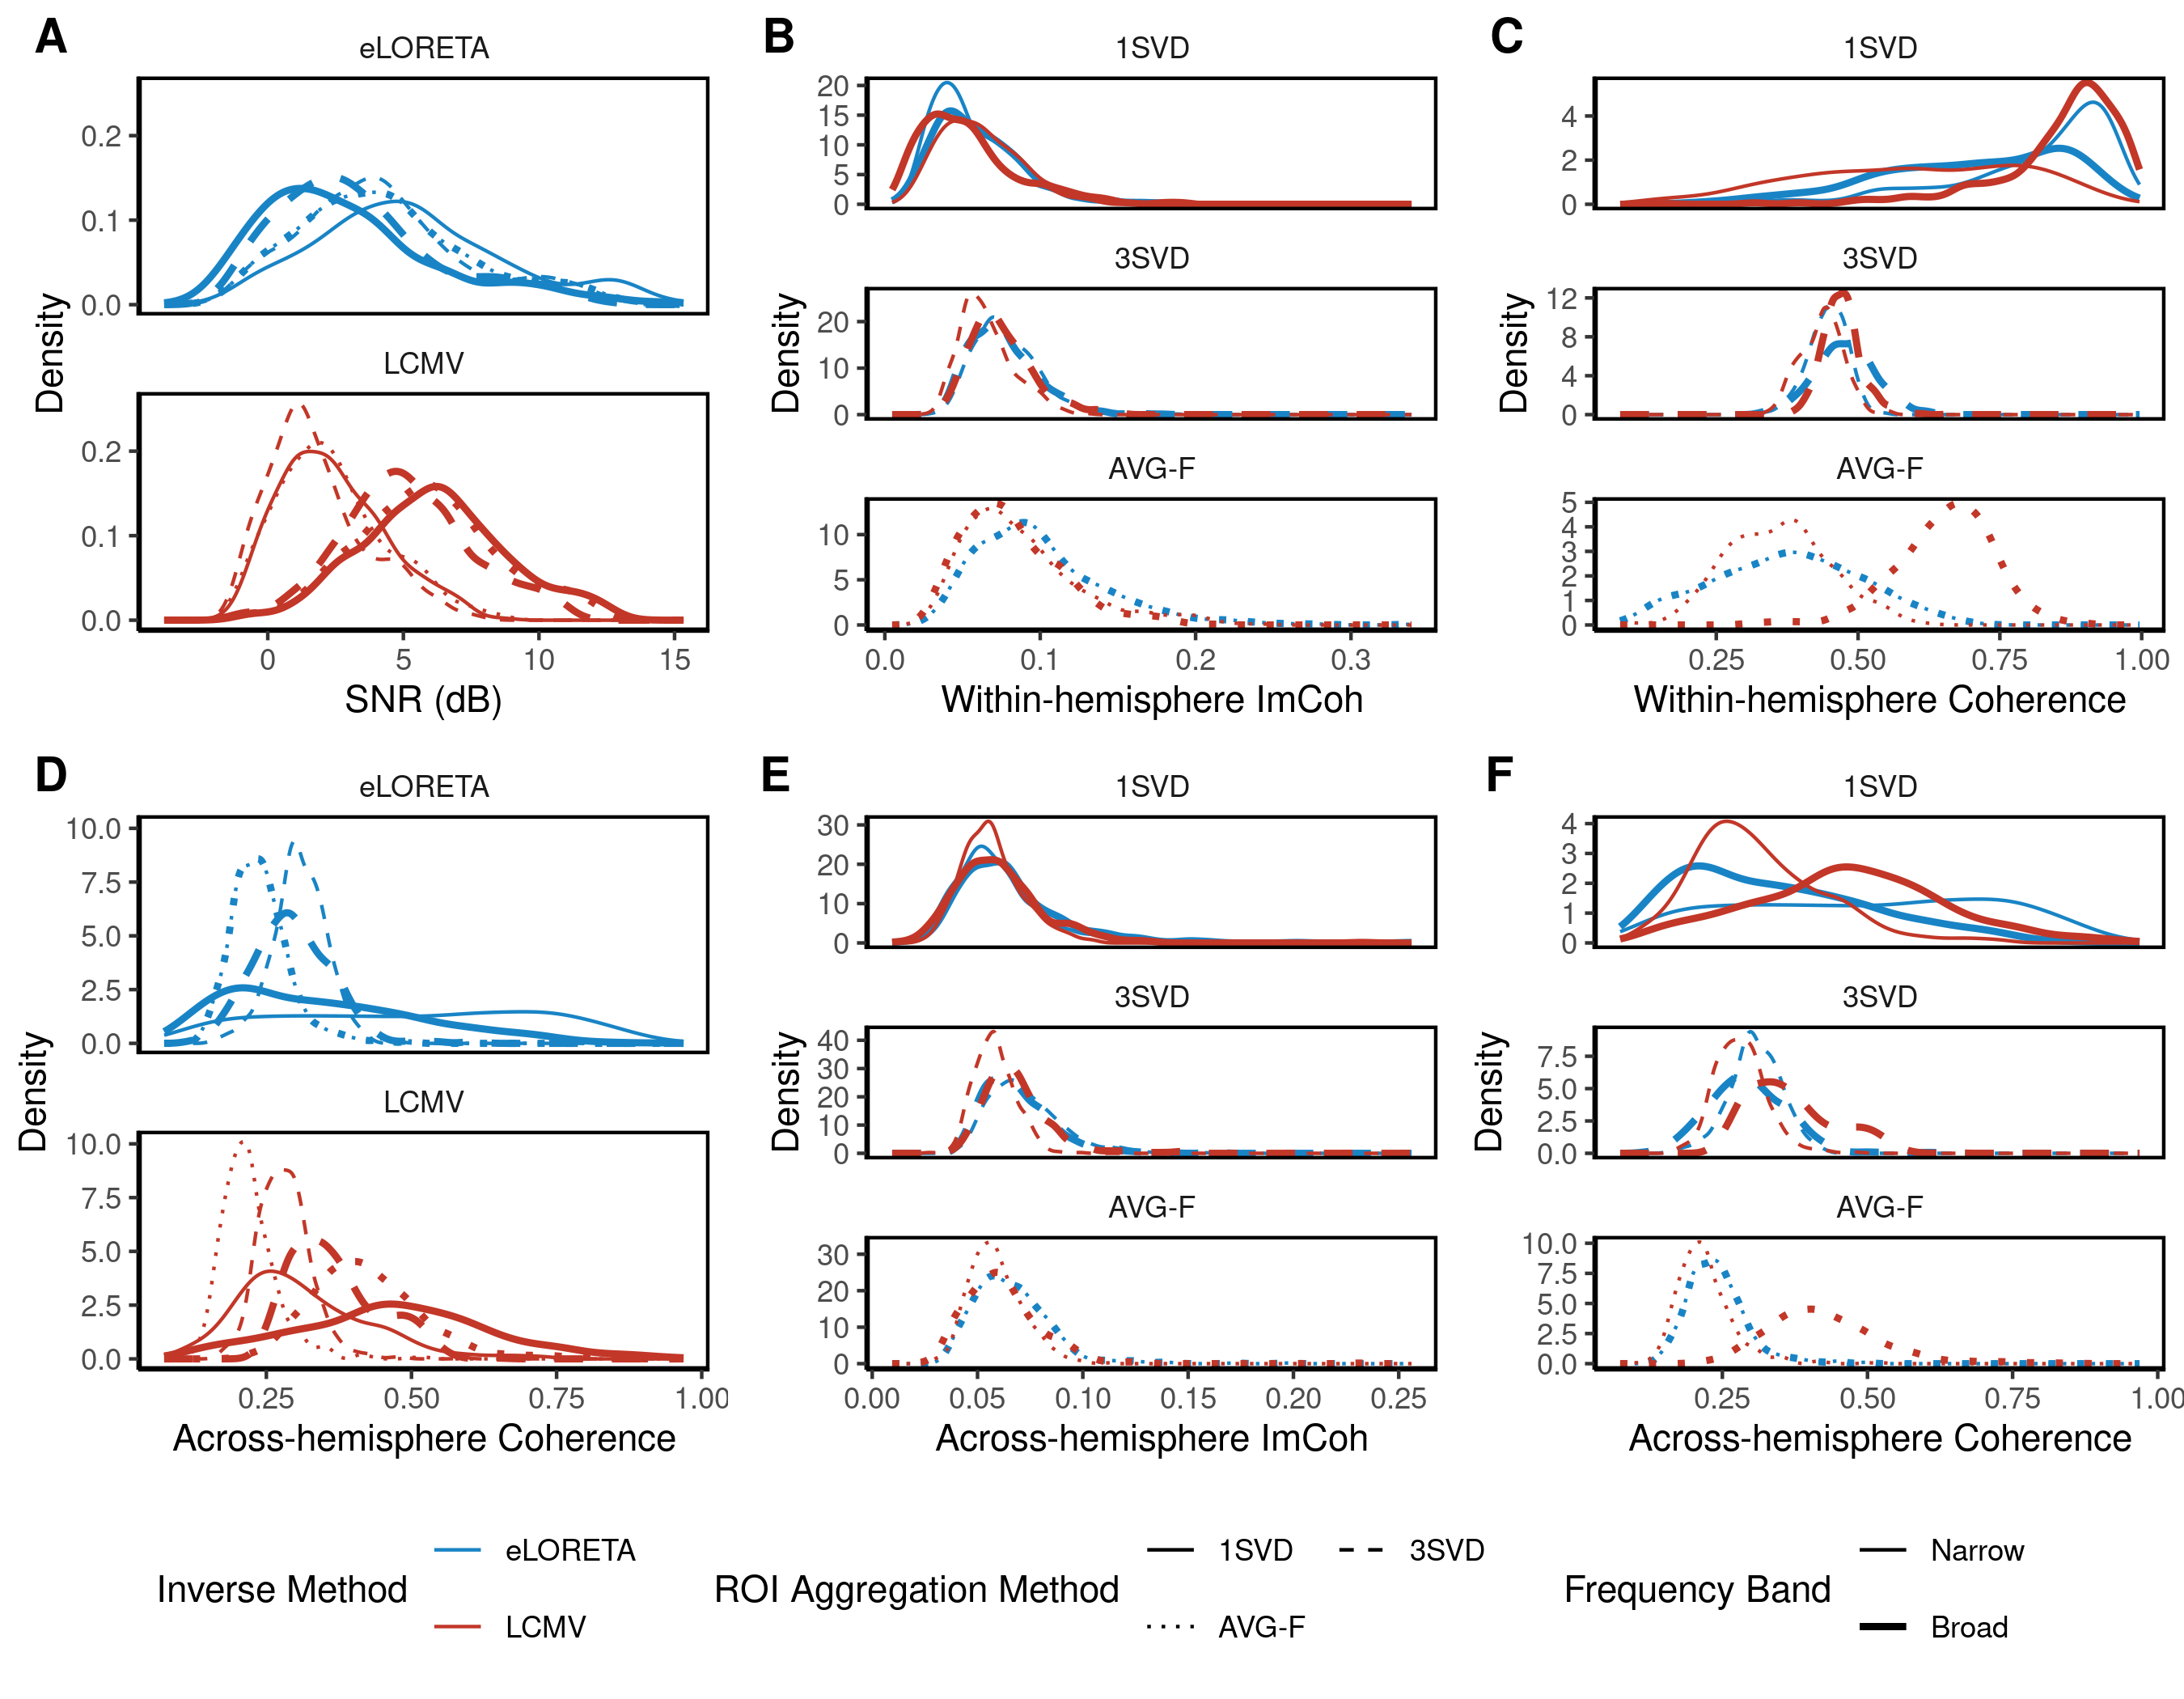 A
eLORETA
0.2
0.1
0.0
LCMV
0.2
0.1
0.0
0 5 10 15
Density
SNR (dB)
B
1SVD
20
15
10
5
0
3SVD
20
10
0
AVG-F
10
5
0
0.0 0.1 0.2 0.3
Density
Within-hemisphere ImCoh
C
1SVD
4
2
0
3SVD
12
8
4
0
AVG-F
5
4
3
2
1
0
0.25 0.50 0.75 1.00
Density
Within-hemisphere Coherence
D
eLORETA
10.0
7.5
5.0
2.5
0.0
LCMV
10.0
7.5
5.0
2.5
0.0
0.25 0.50 0.75 1.00
Density
Across-hemisphere Coherence
E
1SVD
30
20
10
0
3SVD
40
30
20
10
0
AVG-F
30
20
10
0
0.00 0.05 0.10 0.15 0.20 0.25
Density
Across-hemisphere ImCoh
F
1SVD
4
3
2
1
0
3SVD
7.5
5.0
2.5
0.0
AVG-F
10.0
7.5
5.0
2.5
0.0
0.25 0.50 0.75 1.00
Density
Across-hemisphere Coherence
Inverse Method
eLORETA
LCMV
ROI Aggregation Method
1SVD
3SVD
AVG-F
Frequency Band
Narrow
Broad